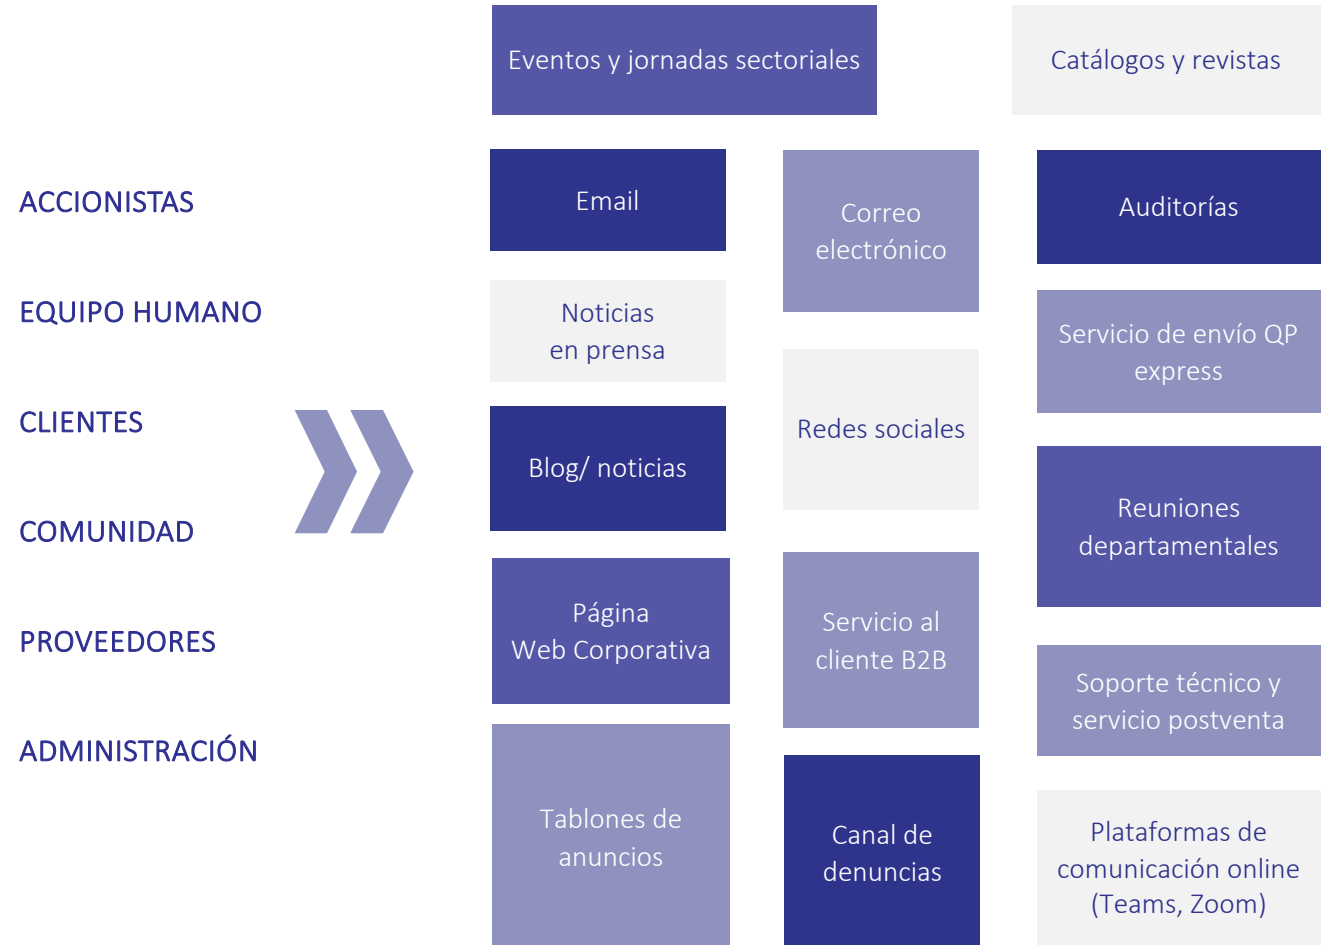 Eventos y jornadas sectoriales
Catálogos y revistas
ACCIONISTAS
EQUIPO HUMANO
CLIENTES
COMUNIDAD
PROVEEDORES
ADMINISTRACIÓN
Email
Noticias
en prensa
Blog/ noticias
Página
Web Corporativa
Tablones de
anuncios
Correo
electrónico
Redes sociales
Servicio al
cliente B2B
Canal de
denuncias
Auditorías
Servicio de envío QP
express
Reuniones
departamentales
Soporte técnico y
servicio postventa
Plataformas de
comunicación online
(Teams, Zoom)